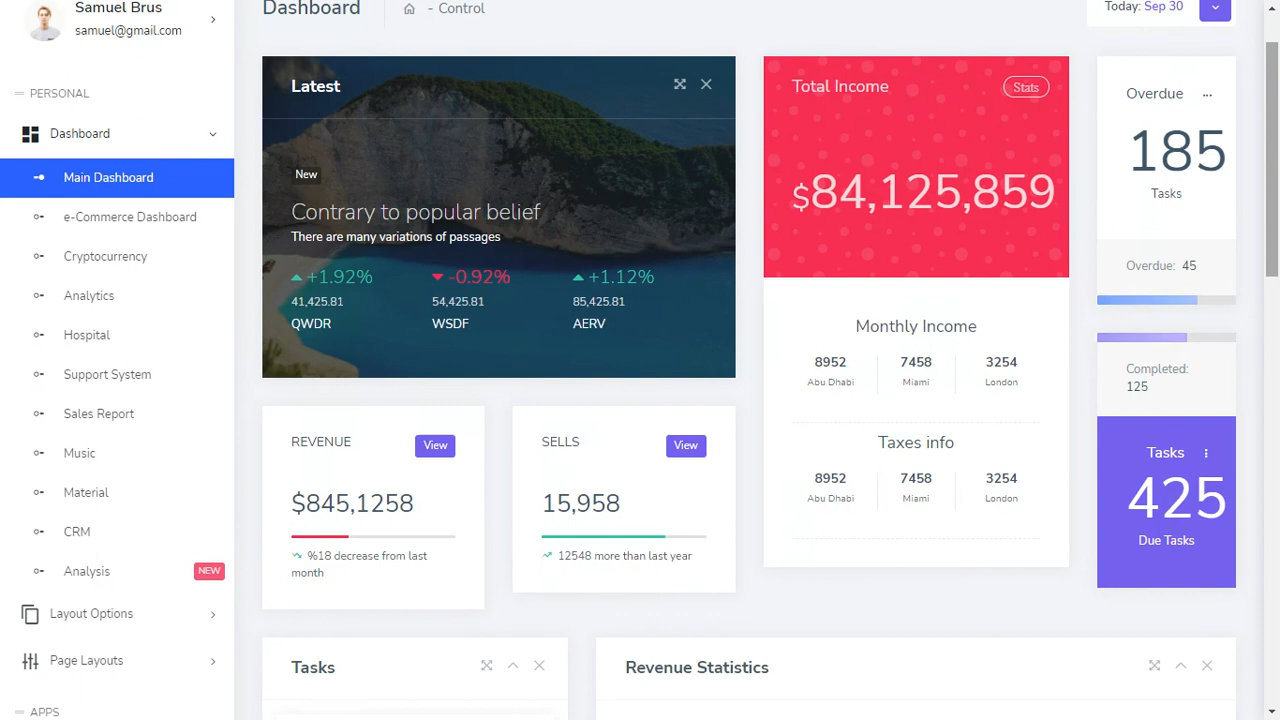 Samuel Brus
samuel@gmail.com
PERSONAL
Dashboard
Main Dashboard
e-Commerce Dashboard
Cryptocurrency
Analytics
Hospital
Support System
Sales Report
Music
Material
CRM
Analysis NEW
Layout Options
Page Layouts
APPS
Dashboard - Control
Today: Sep 30
Latest
New
Contrary to popular belief
There are many variations of passages
+1.92% -0.92% +1.12%
41,425.81 54,425.81 85,425.81
QWDR WSDF AERV
Total Income Stats
$84,125,859
Monthly Income
8952 7458 3254
Abu Dhabi Miami London
Taxes info
8952 7458 3254
Abu Dhabi Miami London
Overdue ...
185
Tasks
Overdue: 45
Completed:
125
Tasks
425
Due Tasks
REVENUE View
$845,1258
%18 decrease from last
month
SELLS View
15,958
12548 more than last year
Tasks
Revenue Statistics